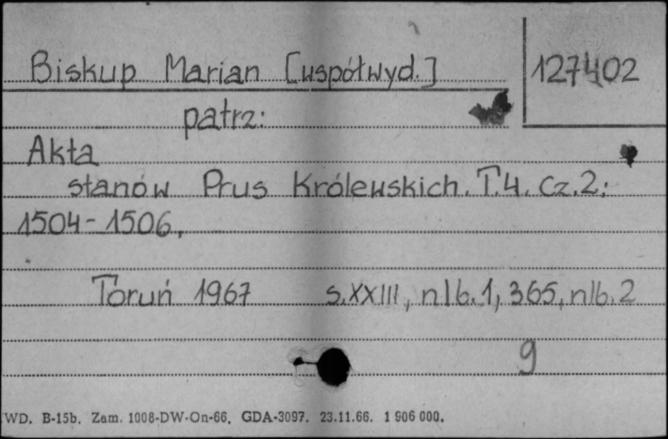 Biskup Marian [współwyd.]
127402
patrz:
Akta
stanów Prus Królewskich. T.4. Cz.2:
1504-1506.
Toruń 1967 s.XXIII, nlb.1, 365, nlb.2
9
WD. B-15b. Zam. 1008-DW-On-66. GDA-3097. 23.11.66. 1 906 000.